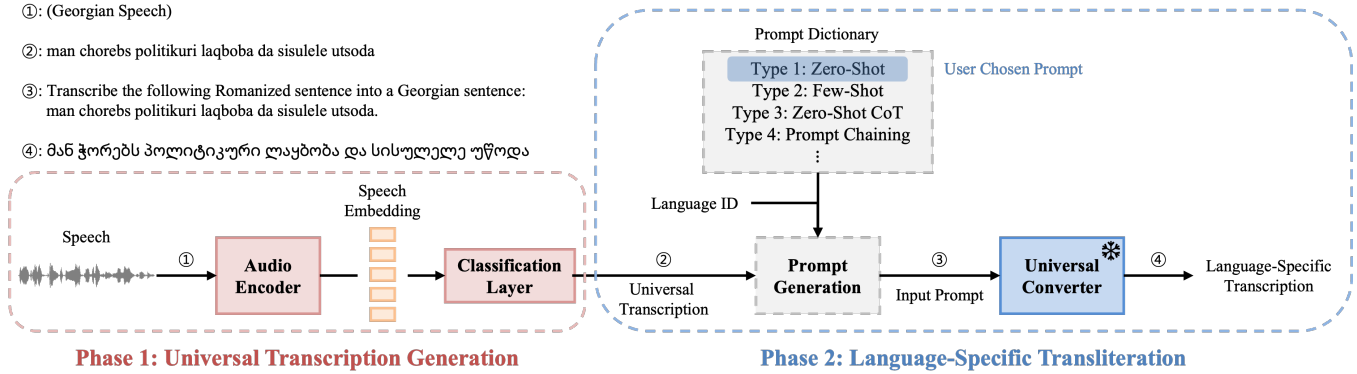 ①: (Georgian Speech)
②: man chorebs politikuri laqboba da sisulele utsoda
③: Transcribe the following Romanized sentence into a Georgian sentence:
man chorebs politikuri laqboba da sisulele utsoda.
④: მან ჭორებს პოლიტიკური ლაყბობა და სისულელე უწოდა
Speech
①
Audio
Encoder
Speech
Embedding
Classification
Layer
Phase 1: Universal Transcription Generation
Prompt Dictionary
Type 1: Zero-Shot
User Chosen Prompt
Type 2: Few-Shot
Type 3: Zero-Shot CoT
Type 4: Prompt Chaining
⋮
Language ID
②
Universal
Transcription
Prompt
Generation
③
Input Prompt
Universal
Converter
④
Language-Specific
Transcription
Phase 2: Language-Specific Transliteration